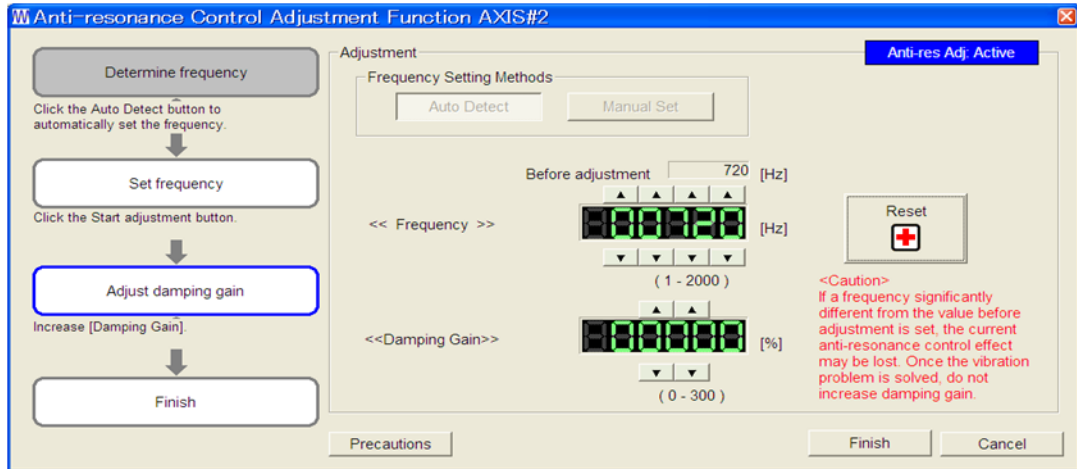 Anti-resonance Control Adjustment Function AXIS#2
Determine frequency
Click the Auto Detect button to
automatically set the frequency.
Set frequency
Click the Start adjustment button.
Adjust damping gain
Increase [Damping Gain].
Finish
Adjustment
Anti-res Adj: Active
Frequency Setting Methods
Auto Detect
Manual Set
Before adjustment 720 [Hz]
<< Frequency >> 00720 [Hz]
( 1 - 2000 )
<<Damping Gain>> 00000 [%]
( 0 - 300 )
Reset
<Caution>
If a frequency significantly
different from the value before
adjustment is set, the current
anti-resonance control effect
may be lost. Once the vibration
problem is solved, do not
increase damping gain.
Precautions
Finish
Cancel